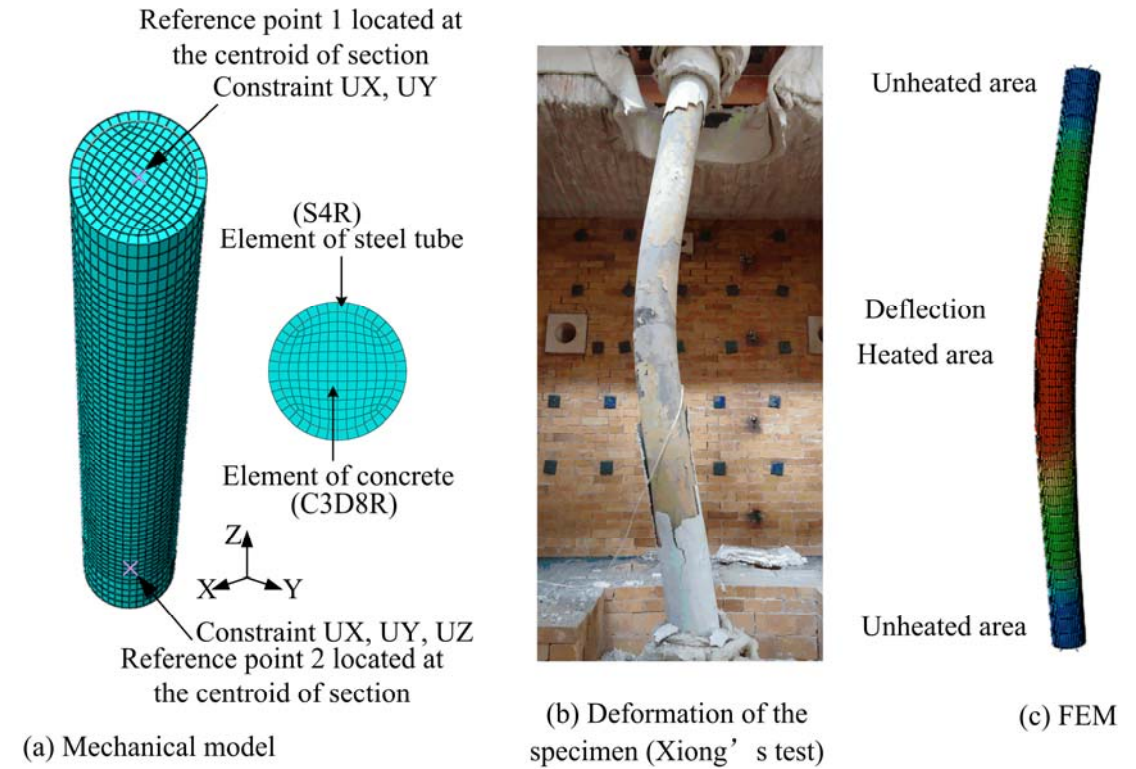 Reference point 1 located at
the centroid of section
Constraint UX, UY
(S4R)
Element of steel tube
Element of concrete
(C3D8R)
Z
X
Y
Constraint UX, UY, UZ
Reference point 2 located at
the centroid of section
(a) Mechanical model
(b) Deformation of the
specimen (Xiong’ s test)
Unheated area
Deflection
Heated area
Unheated area
(c) FEM